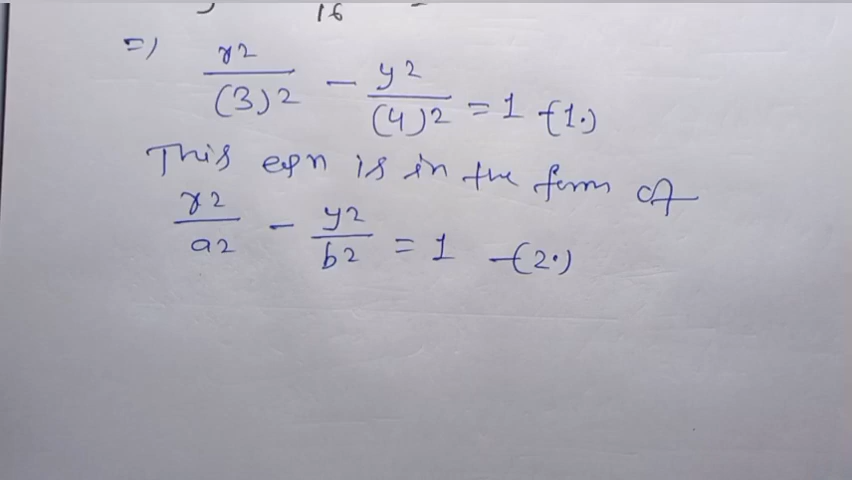 16
=) x2/(3)2 - y2/(4)2 = 1 -(1.)
This eqn is in the form of
x2/a2 - y2/b2 = 1 -(2.)